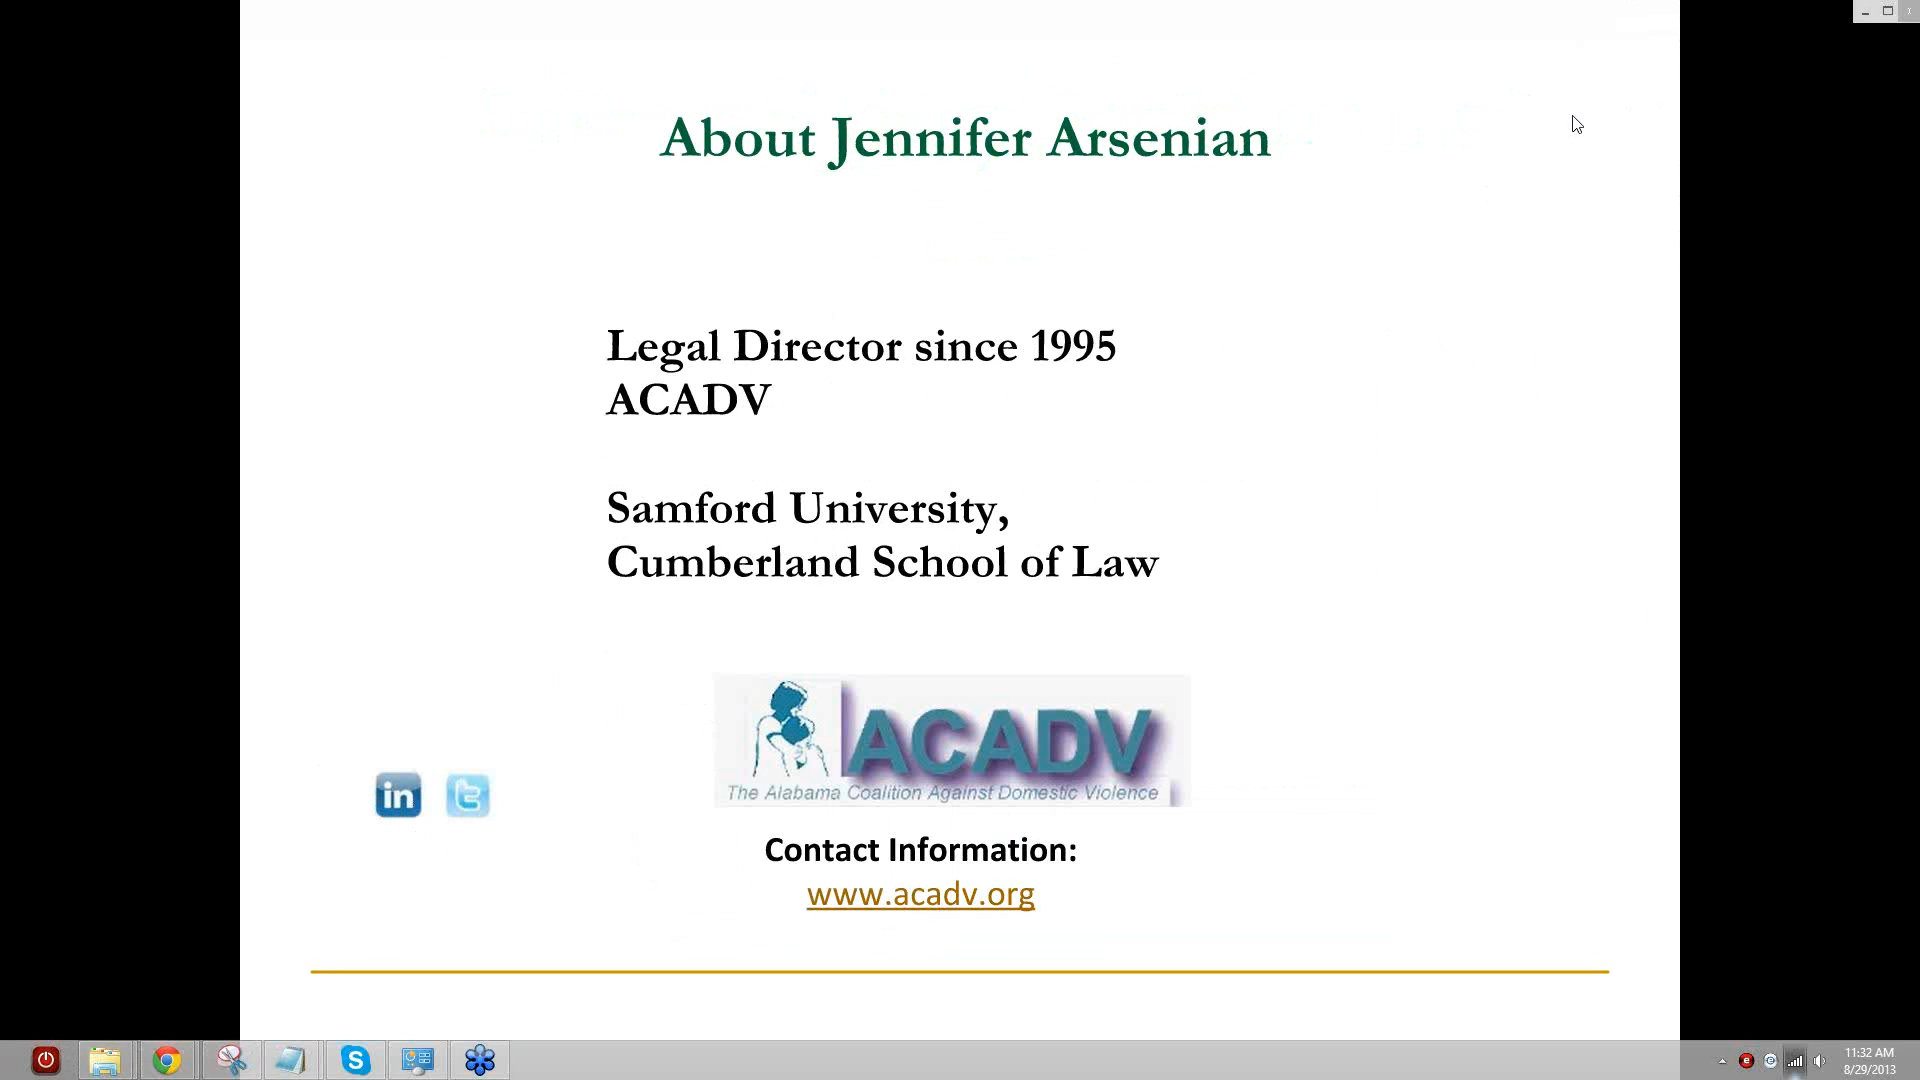 About Jennifer Arsenian
Legal Director since 1995
ACADV
Samford University,
Cumberland School of Law
ACADV
The Alabama Coalition Against Domestic Violence
in
t
Contact Information:
www.acadv.org
S
11:32 AM
8/29/2013